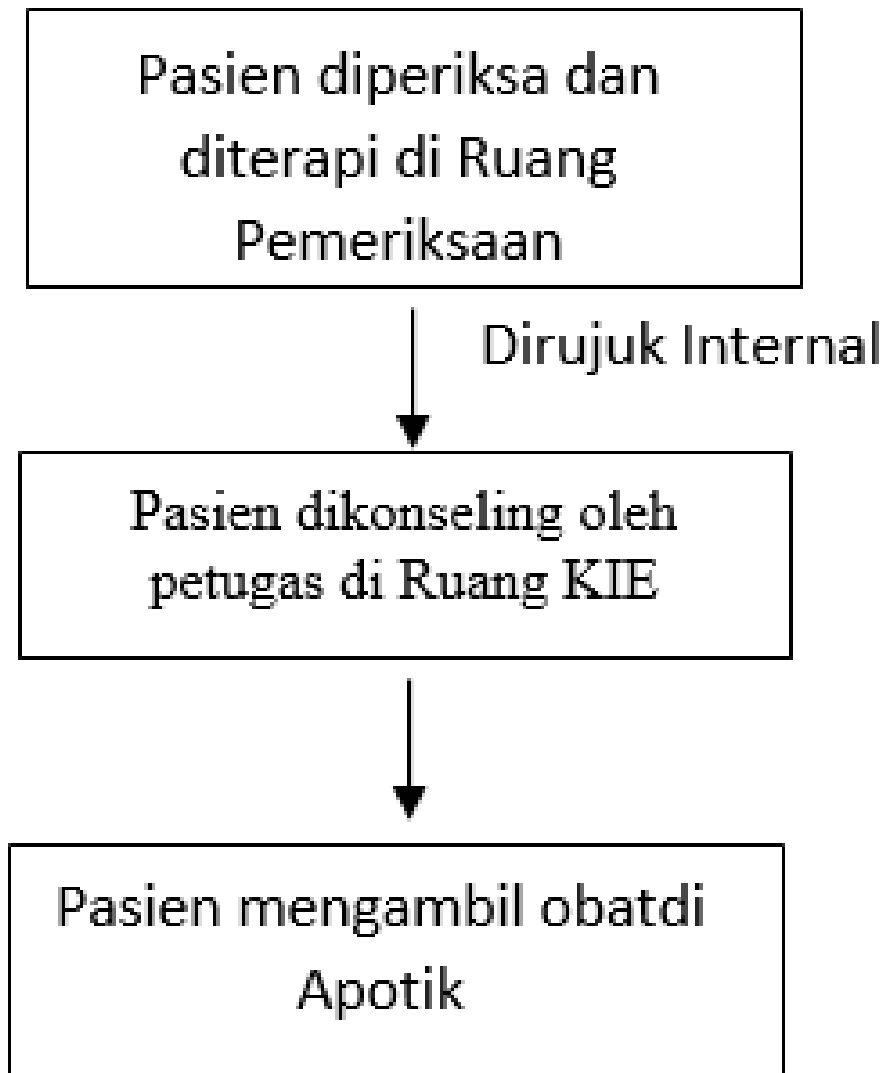 Pasien diperiksa dan
diterapi di Ruang
Pemeriksaan
Dirujuk Internal
Pasien dikonseling oleh
petugas di Ruang KIE
Pasien mengambil obatdi
Apotik